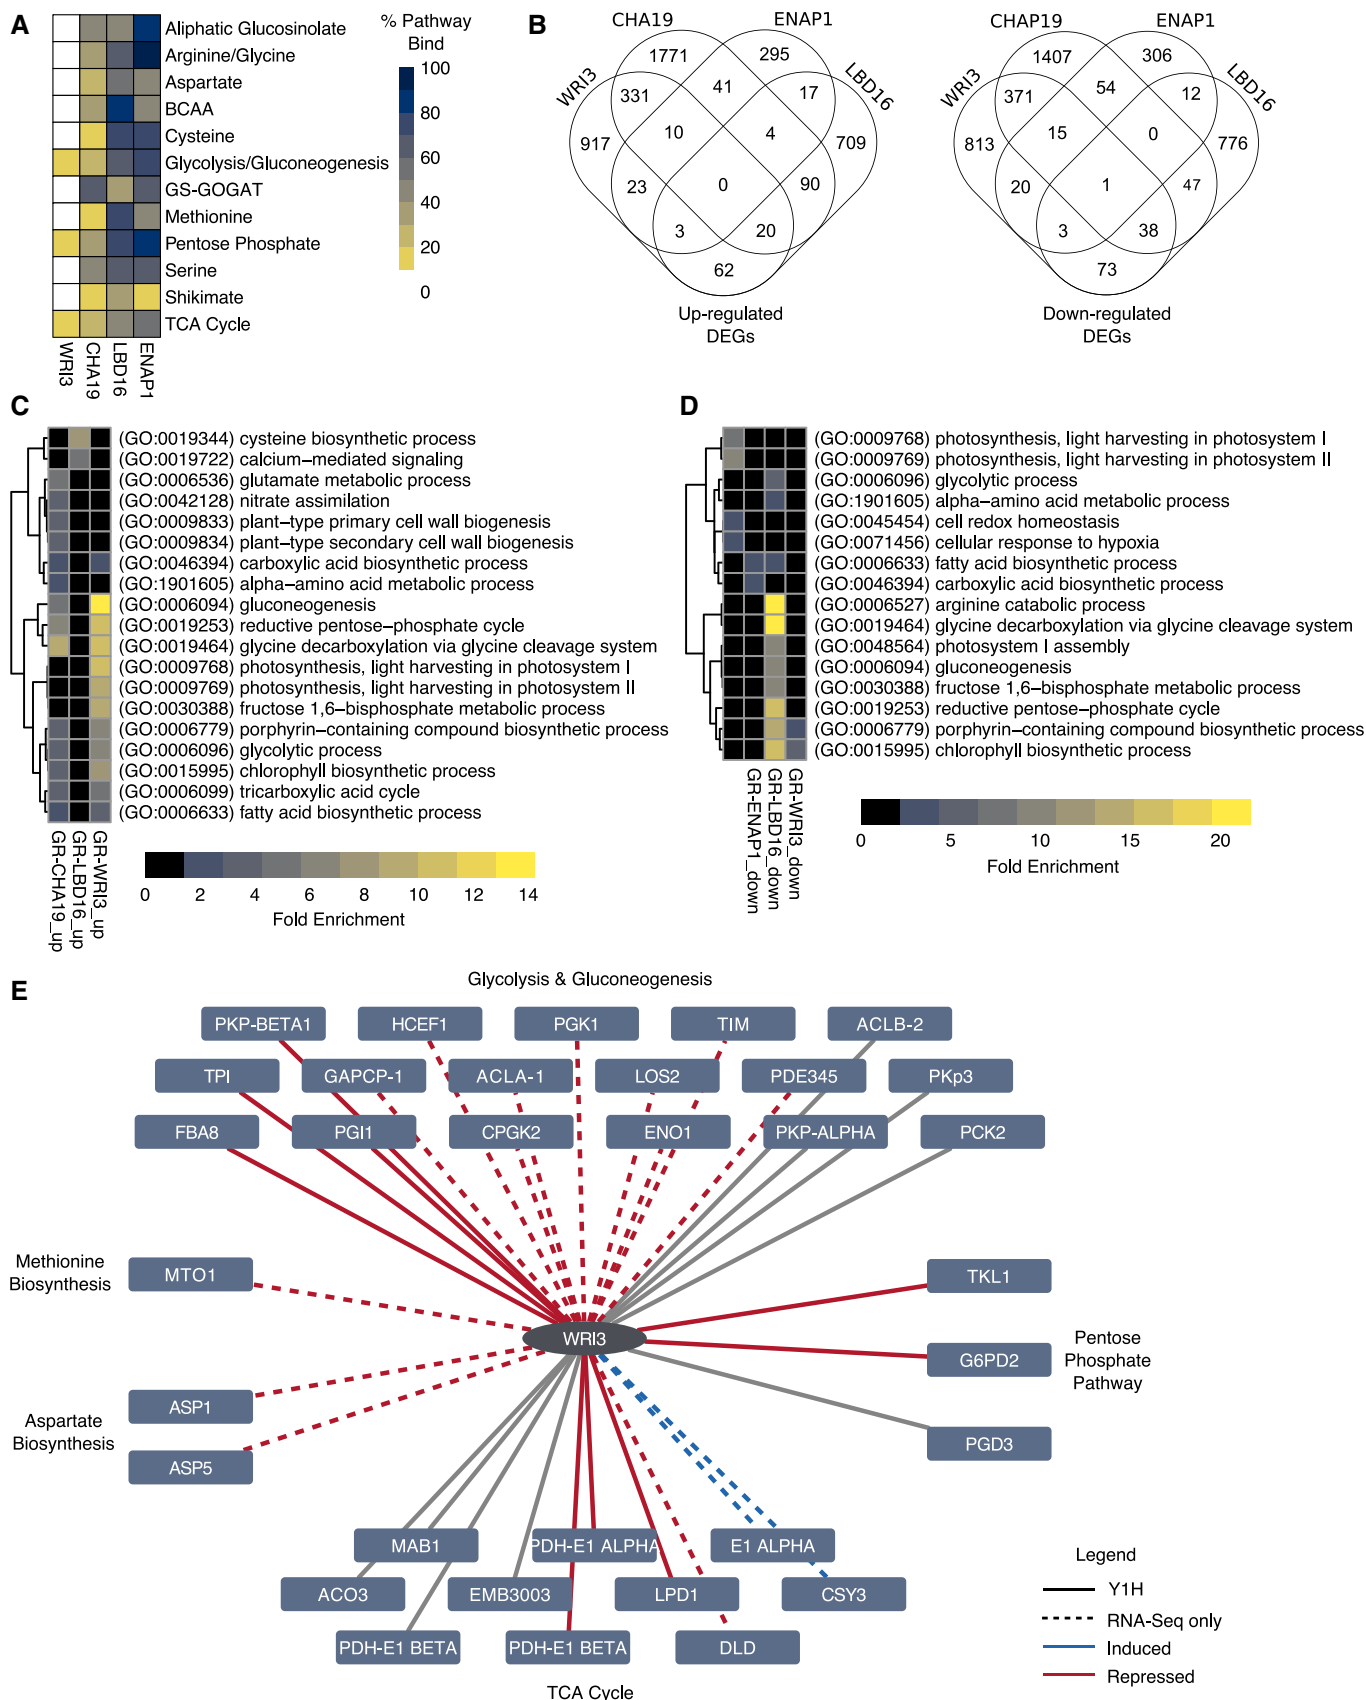 A
Aliphatic Glucosinolate
Arginine/Glycine
Aspartate
BCAA
Cysteine
Glycolysis/Gluconeogenesis
GS-GOGAT
Methionine
Pentose Phosphate
Serine
Shikimate
TCA Cycle
WRI3
CHA19
LBD16
ENAP1
% Pathway
Bind
100
80
60
40
20
0
B
CHA19
ENAP1
WRI3
LBD16
1771
295
331
41
17
917
10
4
709
23
0
90
3
20
62
Up-regulated
DEGs
CHAP19
ENAP1
WRI3
LBD16
1407
306
371
54
12
813
15
0
776
20
1
47
3
38
73
Down-regulated
DEGs
C
(GO:0019344) cysteine biosynthetic process
(GO:0019722) calcium−mediated signaling
(GO:0006536) glutamate metabolic process
(GO:0042128) nitrate assimilation
(GO:0009833) plant−type primary cell wall biogenesis
(GO:0009834) plant−type secondary cell wall biogenesis
(GO:0046394) carboxylic acid biosynthetic process
(GO:1901605) alpha−amino acid metabolic process
(GO:0006094) gluconeogenesis
(GO:0019253) reductive pentose−phosphate cycle
(GO:0019464) glycine decarboxylation via glycine cleavage system
(GO:0009768) photosynthesis, light harvesting in photosystem I
(GO:0009769) photosynthesis, light harvesting in photosystem II
(GO:0030388) fructose 1,6−bisphosphate metabolic process
(GO:0006779) porphyrin−containing compound biosynthetic process
(GO:0006096) glycolytic process
(GO:0015995) chlorophyll biosynthetic process
(GO:0006099) tricarboxylic acid cycle
(GO:0006633) fatty acid biosynthetic process
GR-CHA19_up
GR-LBD16_up
GR-WRI3_up
0 2 4 6 8 10 12 14
Fold Enrichment
D
(GO:0009768) photosynthesis, light harvesting in photosystem I
(GO:0009769) photosynthesis, light harvesting in photosystem II
(GO:0006096) glycolytic process
(GO:1901605) alpha−amino acid metabolic process
(GO:0045454) cell redox homeostasis
(GO:0071456) cellular response to hypoxia
(GO:0006633) fatty acid biosynthetic process
(GO:0046394) carboxylic acid biosynthetic process
(GO:0006527) arginine catabolic process
(GO:0019464) glycine decarboxylation via glycine cleavage system
(GO:0048564) photosystem I assembly
(GO:0006094) gluconeogenesis
(GO:0030388) fructose 1,6−bisphosphate metabolic process
(GO:0019253) reductive pentose−phosphate cycle
(GO:0006779) porphyrin−containing compound biosynthetic process
(GO:0015995) chlorophyll biosynthetic process
GR-ENAP1_down
GR-LBD16_down
GR-WRI3_down
0 5 10 15 20
Fold Enrichment
E
Glycolysis & Gluconeogenesis
PKP-BETA1 HCEF1 PGK1 TIM ACLB-2
TPI GAPCP-1 ACLA-1 LOS2 PDE345 PKp3
FBA8 PGI1 CPGK2 ENO1 PKP-ALPHA PCK2
Methionine
Biosynthesis
MTO1
TKL1
WRI3
G6PD2
Pentose
Phosphate
Pathway
PGD3
Aspartate
Biosynthesis
ASP1
ASP5
MAB1 PDH-E1 ALPHA E1 ALPHA
ACO3 EMB3003 LPD1 CSY3
PDH-E1 BETA PDH-E1 BETA DLD
TCA Cycle
Legend
Y1H
RNA-Seq only
Induced
Repressed